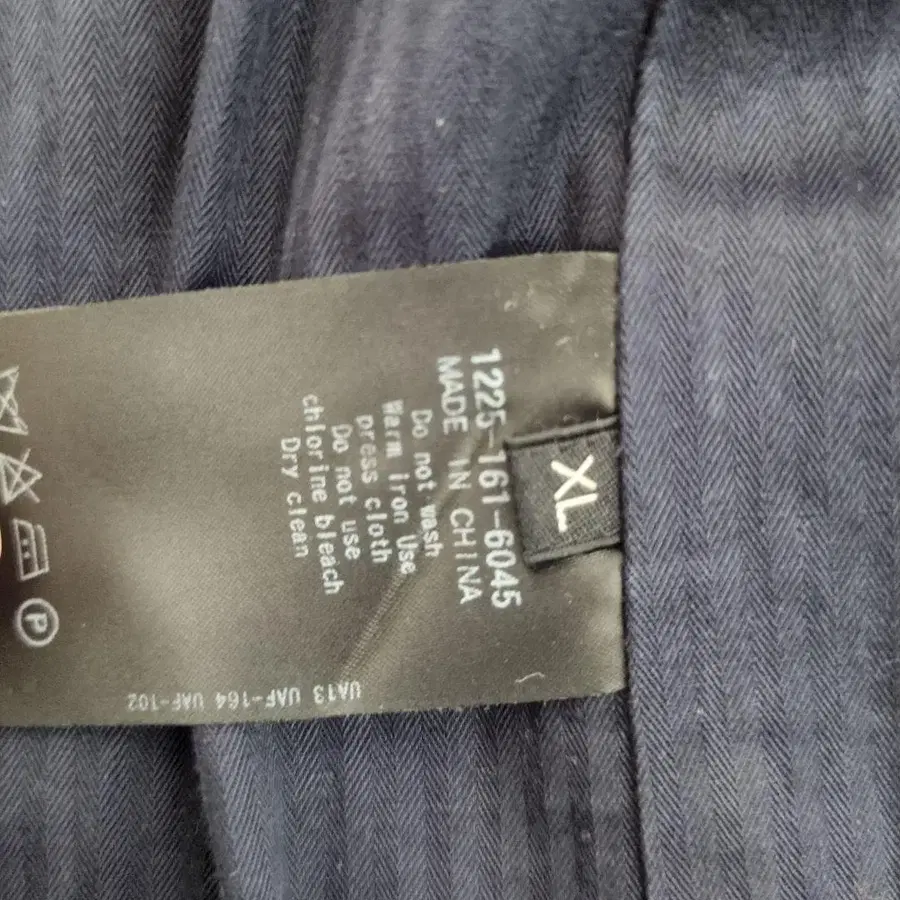 XL
1225-161-6045
MADE IN CHINA
Do not wash
Warm iron Use
press cloth
Do not use
chlorine bleach
Dry clean
P
UA13 UAF-164 UAF-102